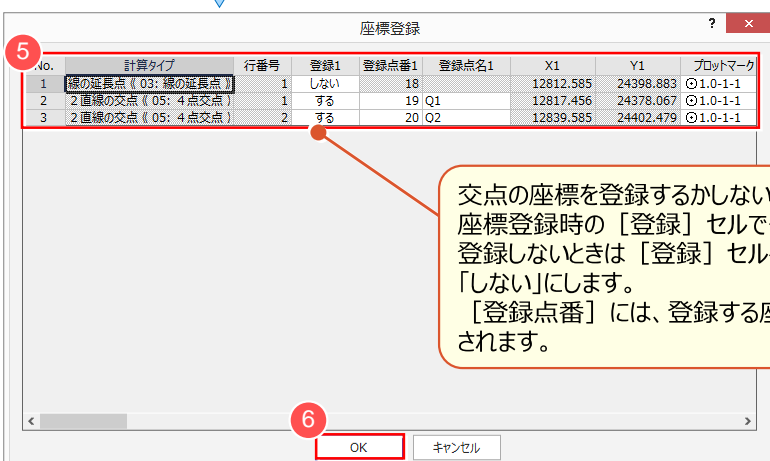 座標登録
? ×
5
No. 計算タイプ 行番号 登録1 登録点番1 登録点名1 X1 Y1 プロットマーク
1 線の延長点《 03: 線の延長点 》 1 しない 18 12812.585 24398.883 ⊙1.0-1-1
2 2直線の交点《 05: 4点交点 》 1 する 19 Q1 12817.456 24378.067 ⊙1.0-1-1
3 2直線の交点《 05: 4点交点 》 2 する 20 Q2 12839.585 24402.479 ⊙1.0-1-1
交点の座標を登録するかしない
座標登録時の［登録］セルで
登録しないときは［登録］セル
「しない」にします。
［登録点番］には、登録する
されます。
6
OK キャンセル